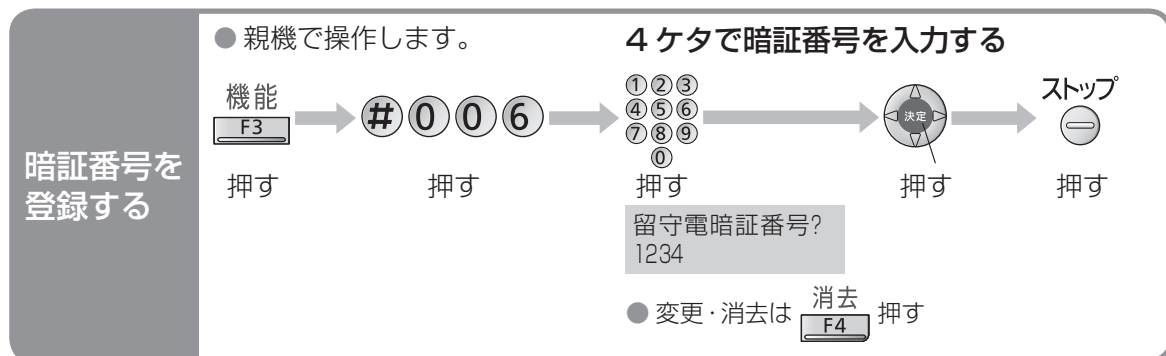 暗証番号を
登録する
● 親機で操作します。
機能
F3
押す
#006
押す
4 ケタで暗証番号を入力する
①②③
④⑤⑥
⑦⑧⑨
⓪
押す
留守電暗証番号?
1234
● 変更・消去は 消去 F4 押す
決定
押す
ストップ
押す